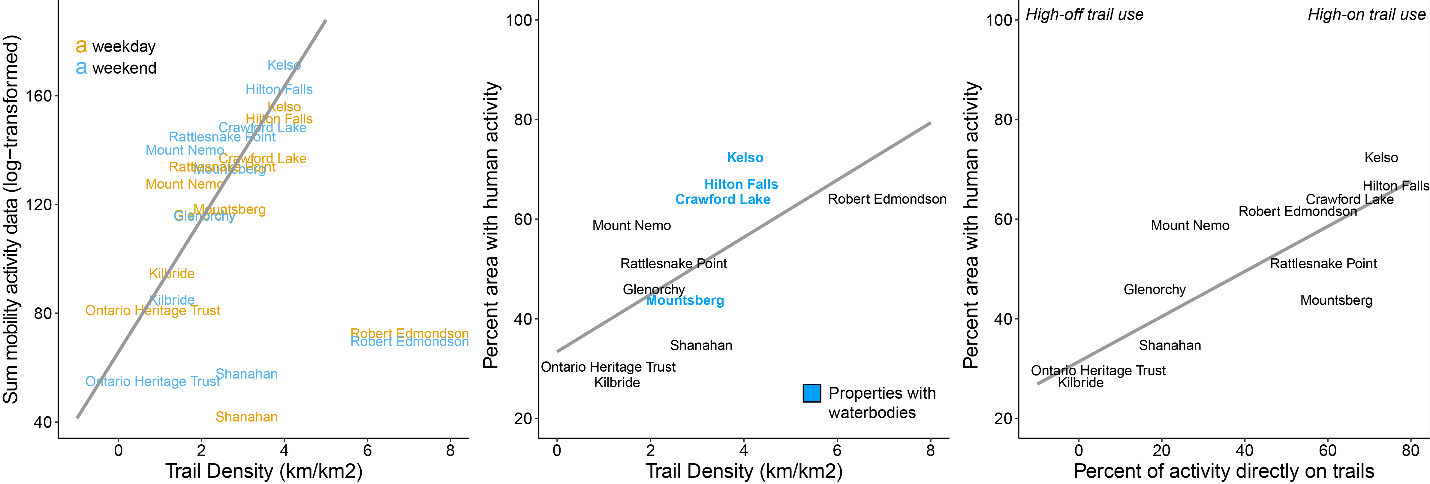 Sum mobility activity data (log−transformed)
160
120
80
40
a weekday
a weekend
Kelso
Hilton Falls
Kelso
Hilton Falls
Crawford Lake
Rattlesnake Point
Mount Nemo
Crawford Lake
Rattlesnake Point
Mountsberg
Mount Nemo
Mountsberg
Glenorchy
Kilbride
Kilbride
Ontario Heritage Trust
Robert Edmondson
Robert Edmondson
Ontario Heritage Trust
Shanahan
Shanahan
0 2 4 6 8
Trail Density (km/km2)
Percent area with human activity
100
80
60
40
20
Kelso
Hilton Falls
Crawford Lake
Robert Edmondson
Mount Nemo
Rattlesnake Point
Glenorchy
Mountsberg
Shanahan
Ontario Heritage Trust
Kilbride
Properties with
waterbodies
0 2 4 6 8
Trail Density (km/km2)
Percent area with human activity
100
80
60
40
20
High-off trail use
High-on trail use
Kelso
Hilton Falls
Crawford Lake
Robert Edmondson
Mount Nemo
Rattlesnake Point
Glenorchy
Mountsberg
Shanahan
Ontario Heritage Trust
Kilbride
0 20 40 60 80
Percent of activity directly on trails